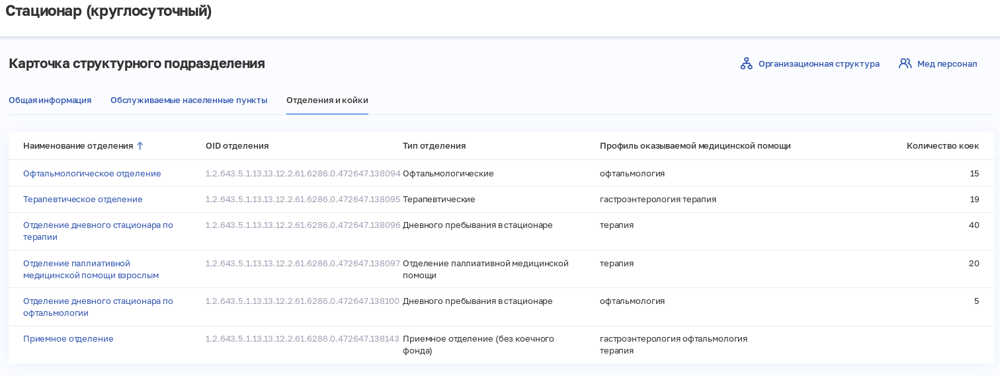 Стационар (круглосуточный)
Карточка структурного подразделения
Организационная структура
Мед персонал
Общая информация
Обслуживаемые населенные пункты
Отделения и койки
Наименование отделения ↑
OID отделения
Тип отделения
Профиль оказываемой медицинской помощи
Количество коек
Офтальмологическое отделение
1.2.643.5.1.13.13.12.2.61.6286.0.472647.138094
Офтальмологические
офтальмология
15
Терапевтическое отделение
1.2.643.5.1.13.13.12.2.61.6286.0.472647.138095
Терапевтические
гастроэнтерология терапия
19
Отделение дневного стационара по
терапии
1.2.643.5.1.13.13.12.2.61.6286.0.472647.138096
Дневного пребывания в стационаре
терапия
40
Отделение паллиативной
медицинской помощи взрослым
1.2.643.5.1.13.13.12.2.61.6286.0.472647.138097
Отделение паллиативной медицинской
помощи
терапия
20
Отделение дневного стационара по
офтальмологии
1.2.643.5.1.13.13.12.2.61.6286.0.472647.138100
Дневного пребывания в стационаре
офтальмология
5
Приемное отделение
1.2.643.5.1.13.13.12.2.61.6286.0.472647.138143
Приемное отделение (без коечного
фонда)
гастроэнтерология офтальмология
терапия